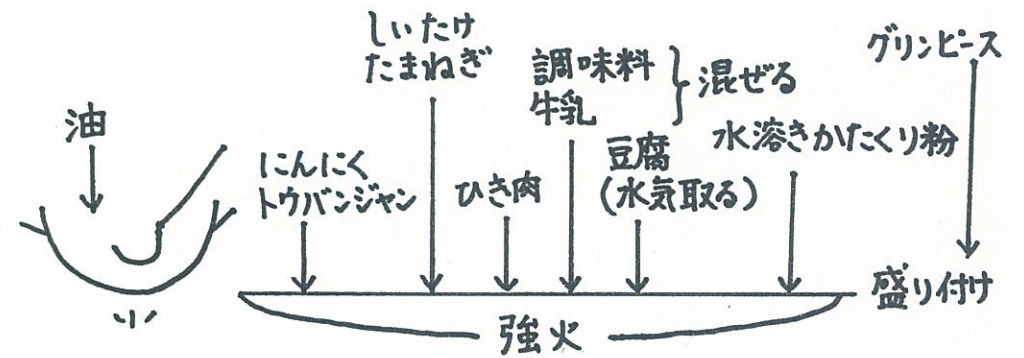 油
にんにく
トウバンジャン
しいたけ
たまねぎ
ひき肉
調味料
牛乳
混ぜる
豆腐
(水気取る)
水溶きかたくり粉
グリンピース
盛り付け
強火